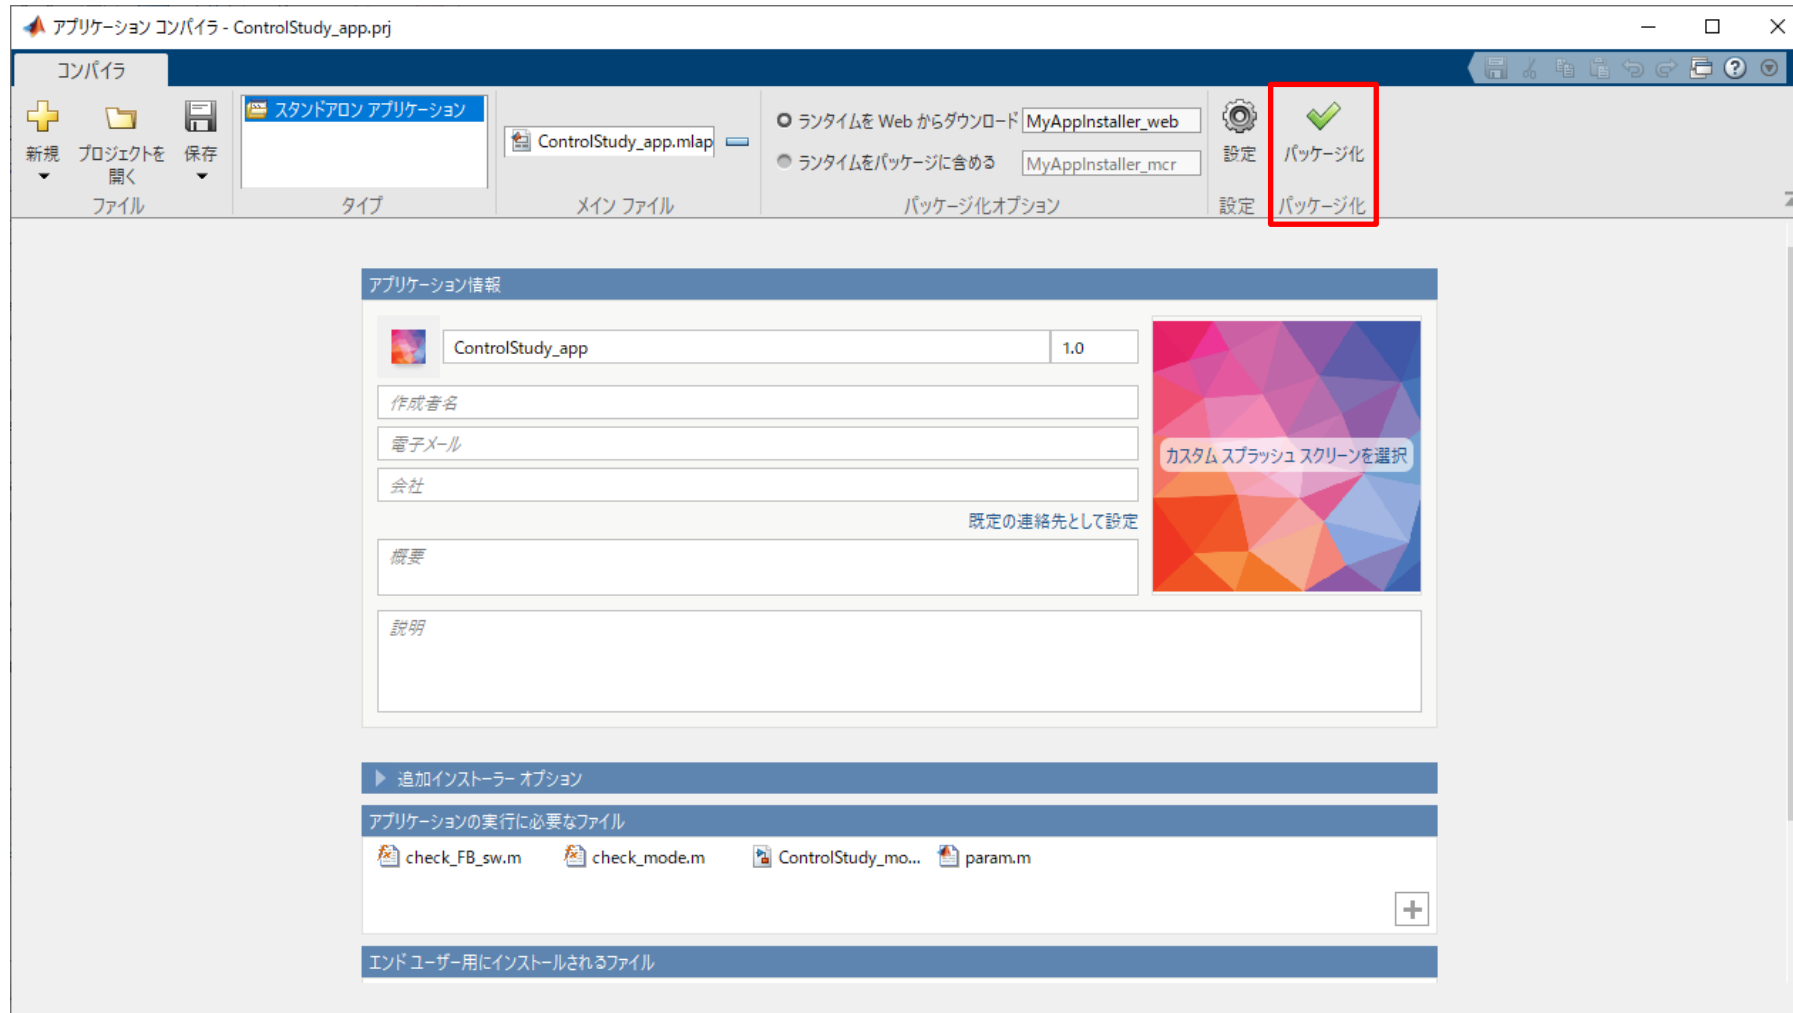 アプリケーション コンパイラ - ControlStudy_app.prj
コンパイラ
新規
プロジェクトを
開く
保存
ファイル
スタンドアロン アプリケーション
タイプ
ControlStudy_app.mlap
メイン ファイル
ランタイムを Web からダウンロード
MyAppInstaller_web
ランタイムをパッケージに含める
MyAppInstaller_mcr
パッケージ化オプション
設定
設定
パッケージ化
パッケージ化
アプリケーション情報
ControlStudy_app
1.0
作成者名
電子メール
会社
既定の連絡先として設定
概要
説明
カスタム スプラッシュ スクリーンを選択
追加インストーラー オプション
アプリケーションの実行に必要なファイル
check_FB_sw.m
check_mode.m
ControlStudy_mo...
param.m
エンド ユーザー用にインストールされるファイル